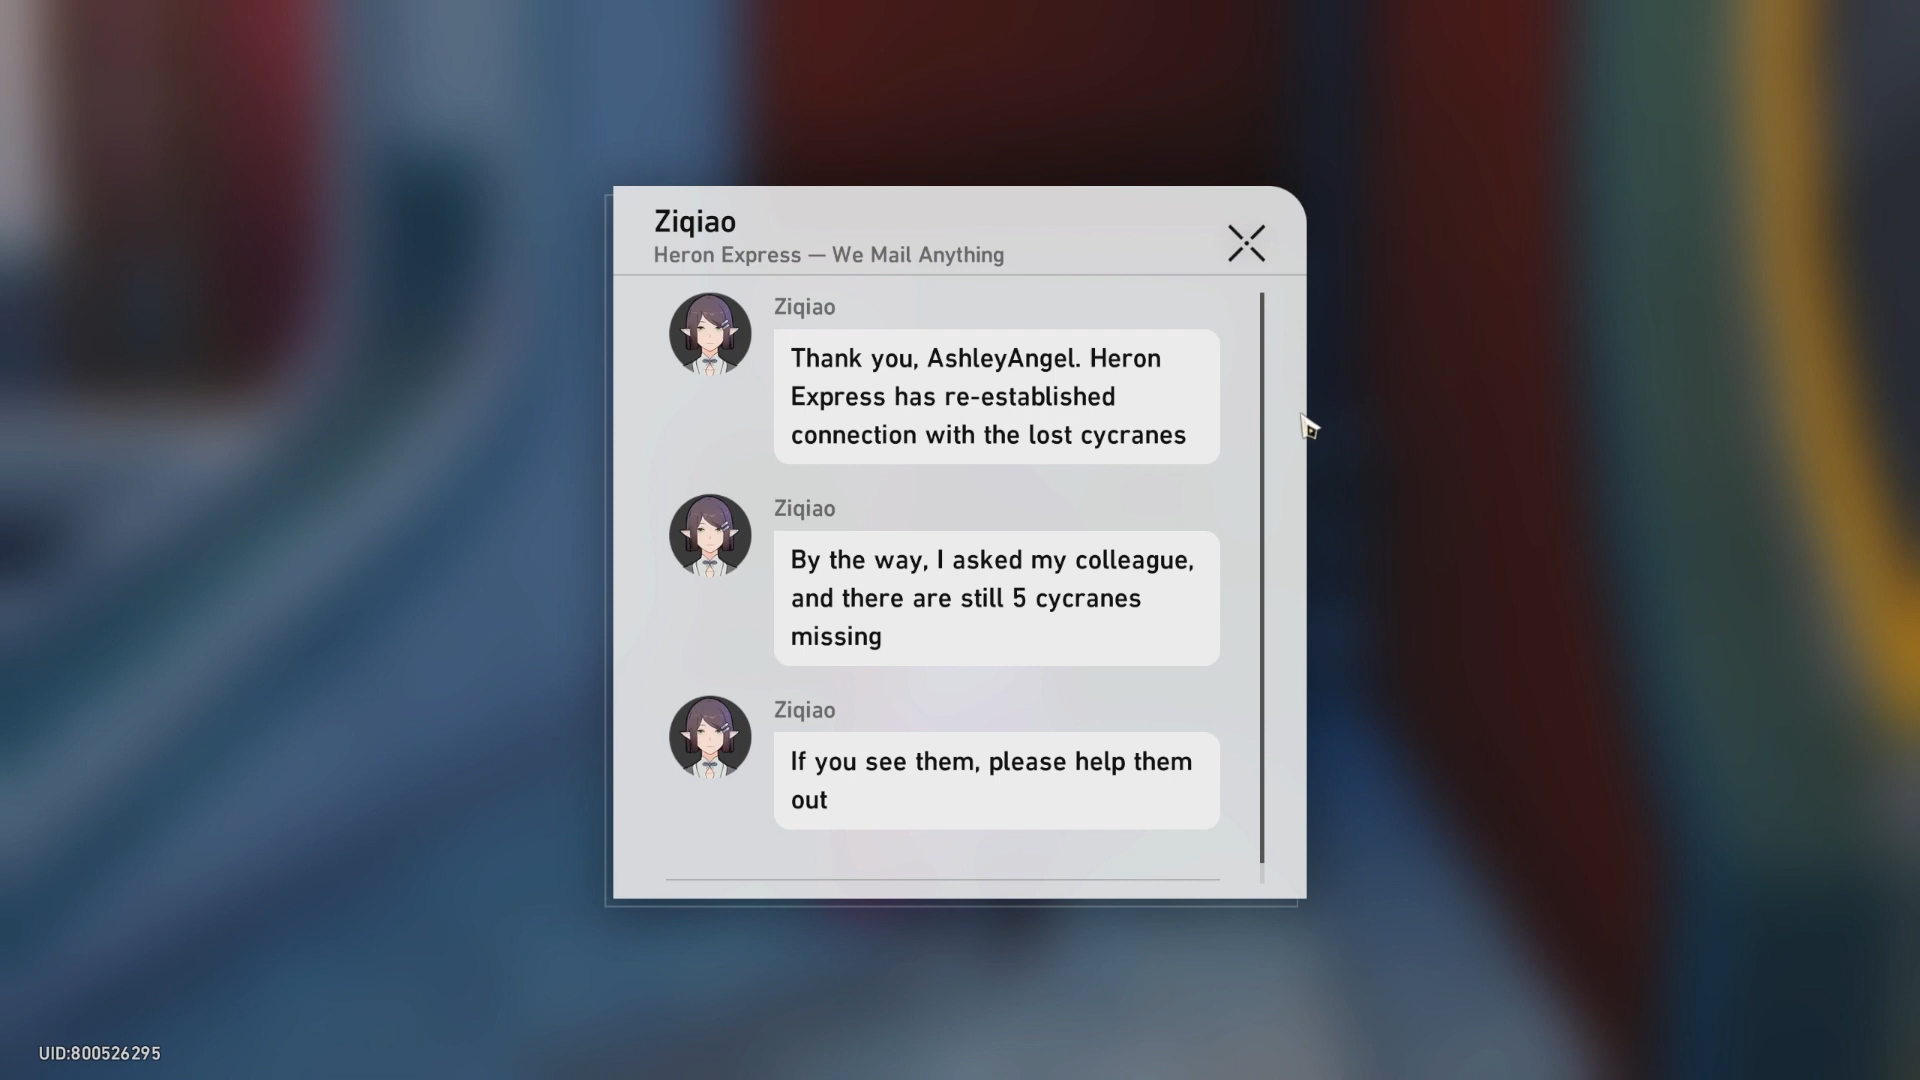 Ziqiao
Heron Express — We Mail Anything
Ziqiao
Thank you, AshleyAngel. Heron
Express has re-established
connection with the lost cycranes
Ziqiao
By the way, I asked my colleague,
and there are still 5 cycranes
missing
Ziqiao
If you see them, please help them
out
UID:800526295